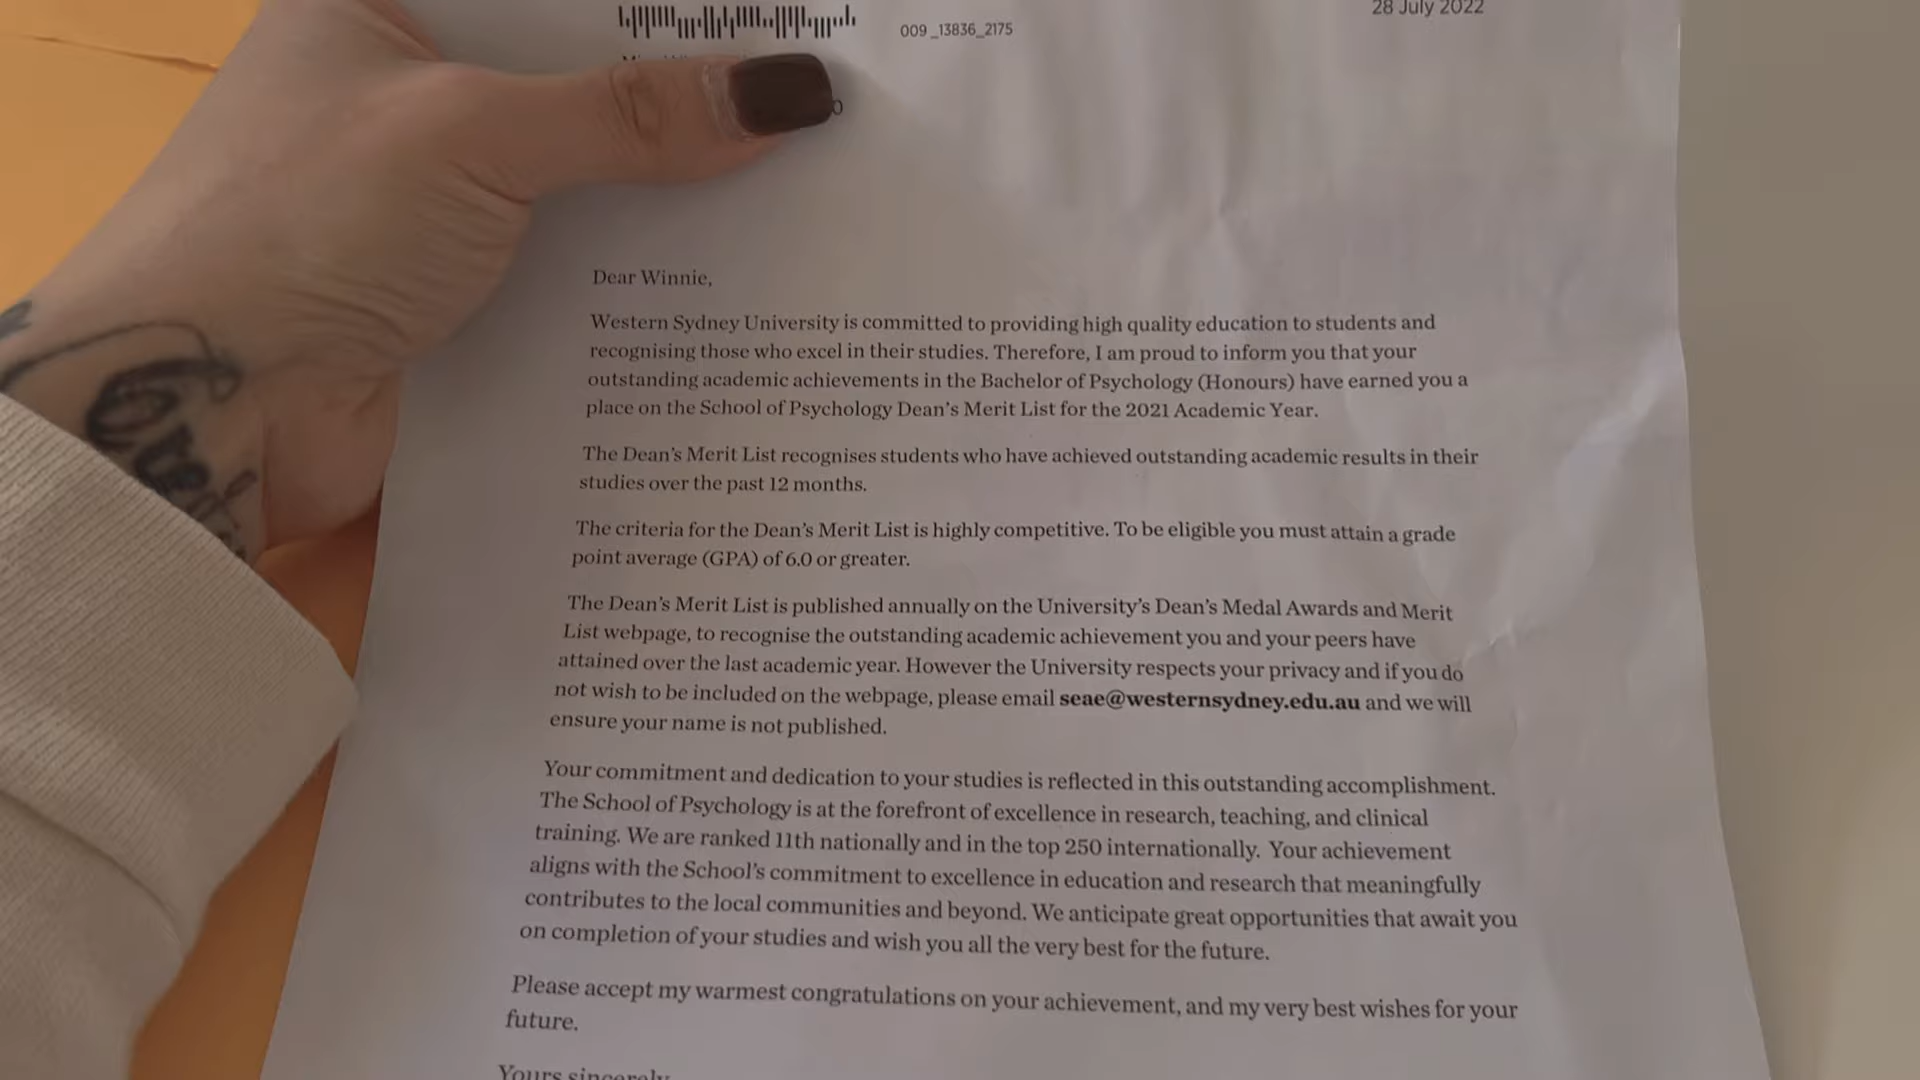 28 July 2022
009_13836_2175
Dear Winnie,
Western Sydney University is committed to providing high quality education to students and
recognising those who excel in their studies. Therefore, I am proud to inform you that your
outstanding academic achievements in the Bachelor of Psychology (Honours) have earned you a
place on the School of Psychology Dean's Merit List for the 2021 Academic Year.
The Dean's Merit List recognises students who have achieved outstanding academic results in their
studies over the past 12 months.
The criteria for the Dean's Merit List is highly competitive. To be eligible you must attain a grade
point average (GPA) of 6.0 or greater.
The Dean's Merit List is published annually on the University's Dean's Medal Awards and Merit
List webpage, to recognise the outstanding academic achievement you and your peers have
attained over the last academic year. However the University respects your privacy and if you do
not wish to be included on the webpage, please email seae@westernsydney.edu.au and we will
ensure your name is not published.
Your commitment and dedication to your studies is reflected in this outstanding accomplishment.
The School of Psychology is at the forefront of excellence in research, teaching, and clinical
training. We are ranked 11th nationally and in the top 250 internationally. Your achievement
aligns with the School's commitment to excellence in education and research that meaningfully
contributes to the local communities and beyond. We anticipate great opportunities that await you
on completion of your studies and wish you all the very best for the future.
Please accept my warmest congratulations on your achievement, and my very best wishes for your
future.
Yours sincerely